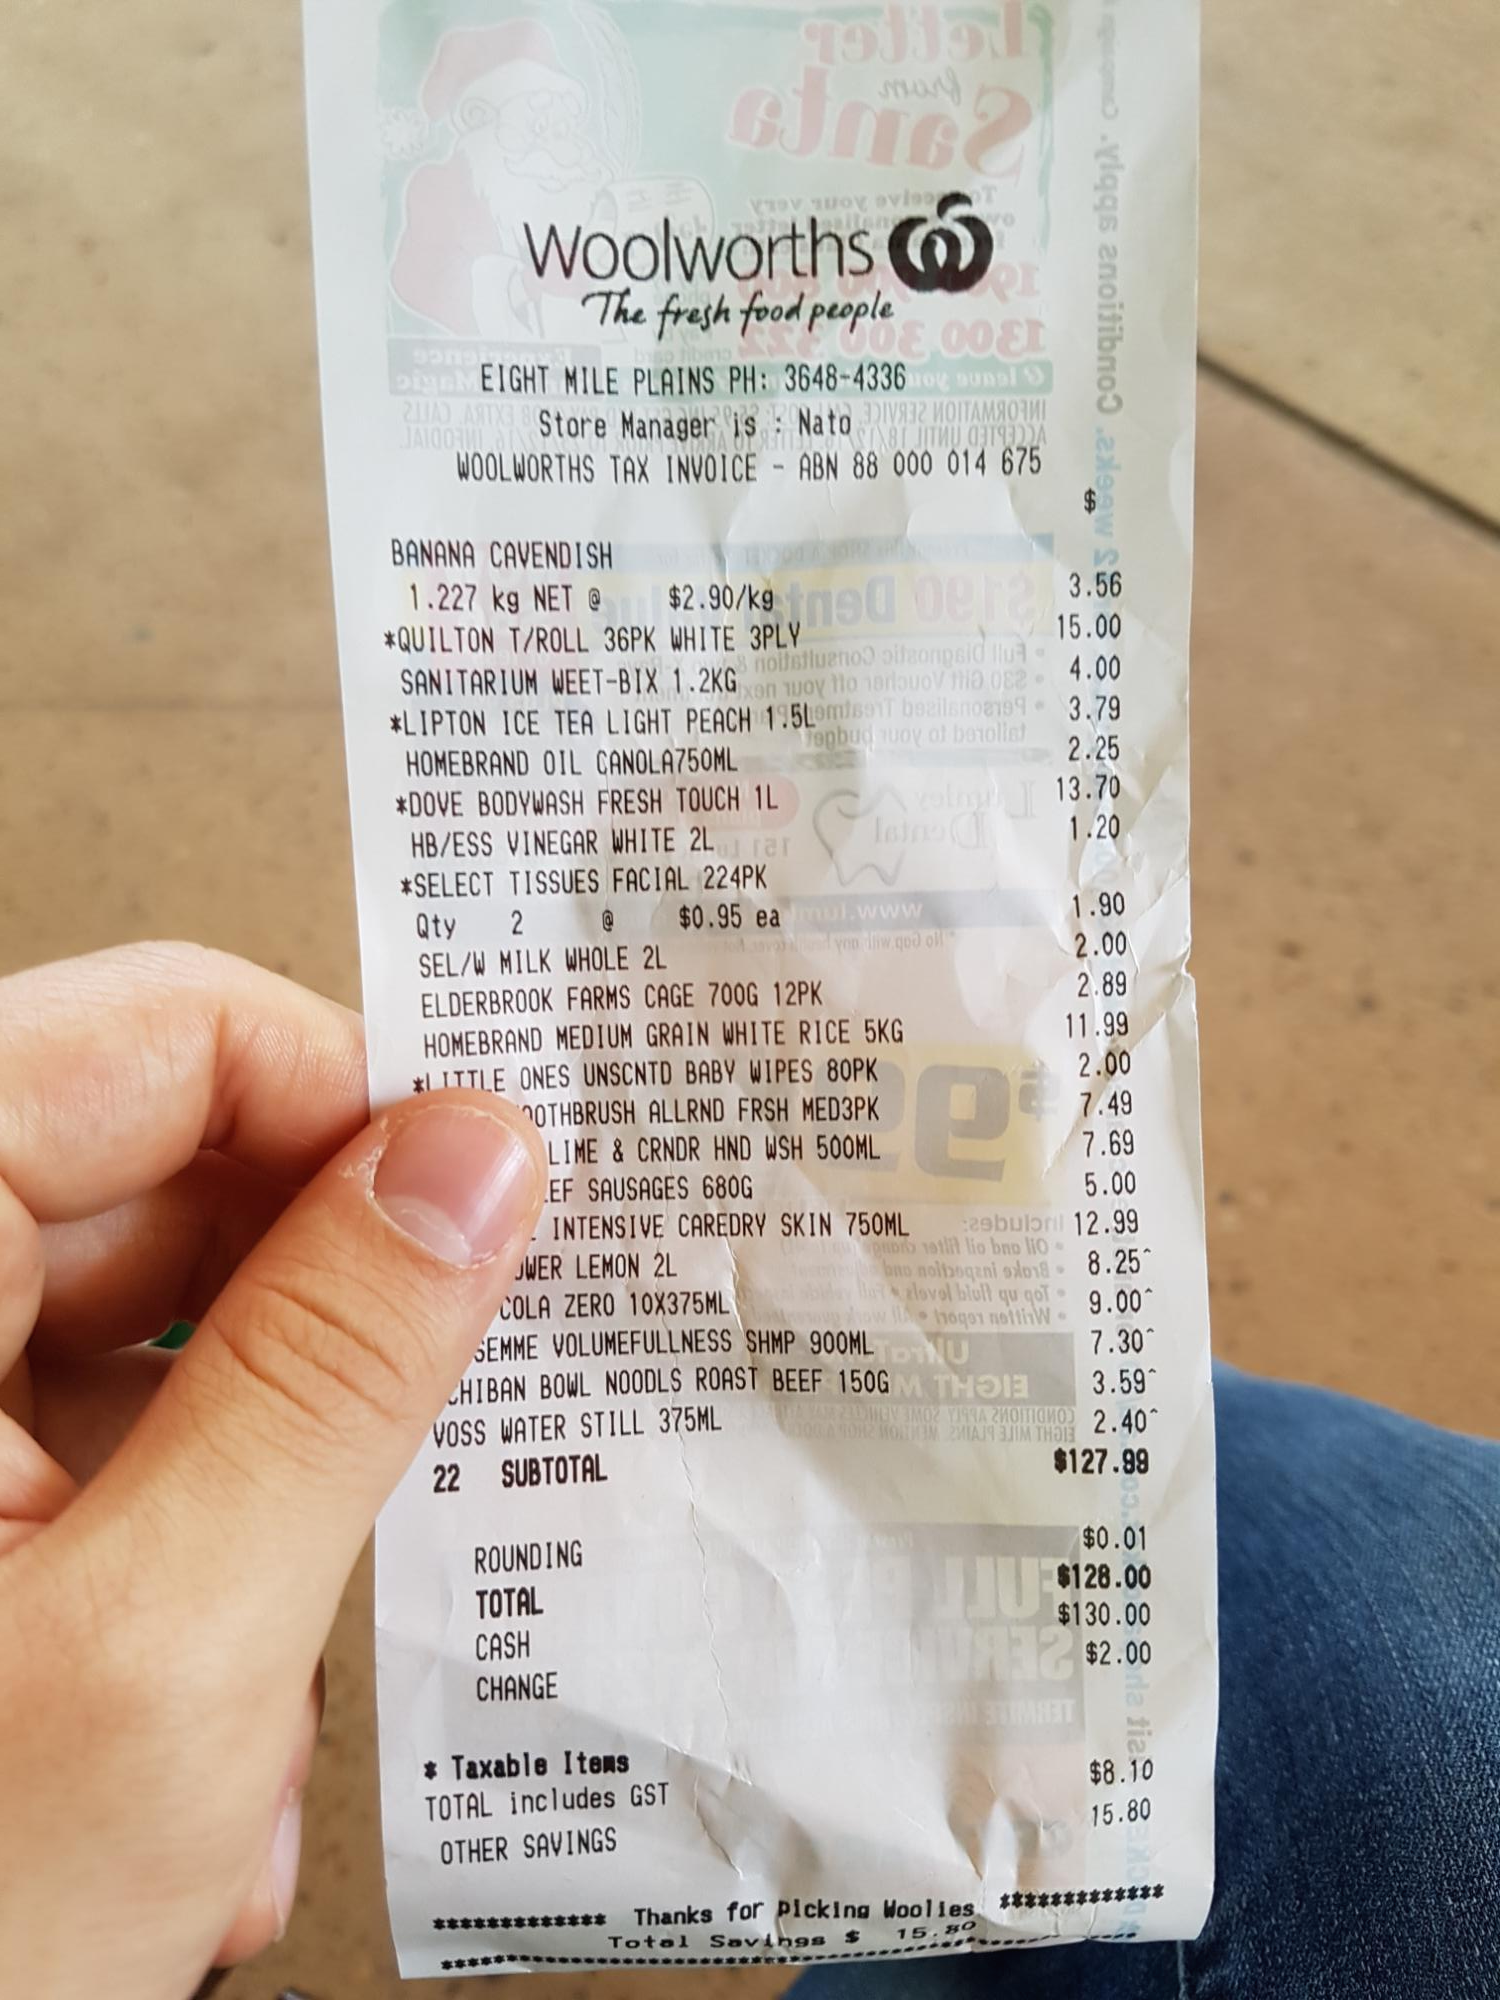 Woolworths
The fresh food people
EIGHT MILE PLAINS PH: 3648-4336
Store Manager is : Nato
WOOLWORTHS TAX INVOICE - ABN 88 000 014 675
$
BANANA CAVENDISH
1.227 kg NET @ $2.90/kg 3.56
*QUILTON T/ROLL 36PK WHITE 3PLY 15.00
SANITARIUM WEET-BIX 1.2KG 4.00
*LIPTON ICE TEA LIGHT PEACH 1.5L 3.79
HOMEBRAND OIL CANOLA750ML 2.25
*DOVE BODYWASH FRESH TOUCH 1L 13.70
HB/ESS VINEGAR WHITE 2L 1.20
*SELECT TISSUES FACIAL 224PK
Qty 2 @ $0.95 ea 1.90
SEL/W MILK WHOLE 2L 2.00
ELDERBROOK FARMS CAGE 700G 12PK 2.89
HOMEBRAND MEDIUM GRAIN WHITE RICE 5KG 11.99
*LITTLE ONES UNSCNTD BABY WIPES 80PK 2.00
OOTHBRUSH ALLRND FRSH MED3PK 7.49
LIME & CRNDR HND WSH 500ML 7.69
EF SAUSAGES 680G 5.00
INTENSIVE CAREDRY SKIN 750ML 12.99
OWER LEMON 2L 8.25^
COLA ZERO 10X375ML 9.00^
SEMME VOLUMEFULLNESS SHMP 900ML 7.30^
CHIBAN BOWL NOODLS ROAST BEEF 150G 3.59^
VOSS WATER STILL 375ML 2.40^
22 SUBTOTAL $127.99
ROUNDING $0.01
TOTAL $128.00
CASH $130.00
CHANGE $2.00
* Taxable Items
TOTAL includes GST $8.10
OTHER SAVINGS 15.80
************* Thanks for Picking Woolies *************
Total Savings $ 15.80